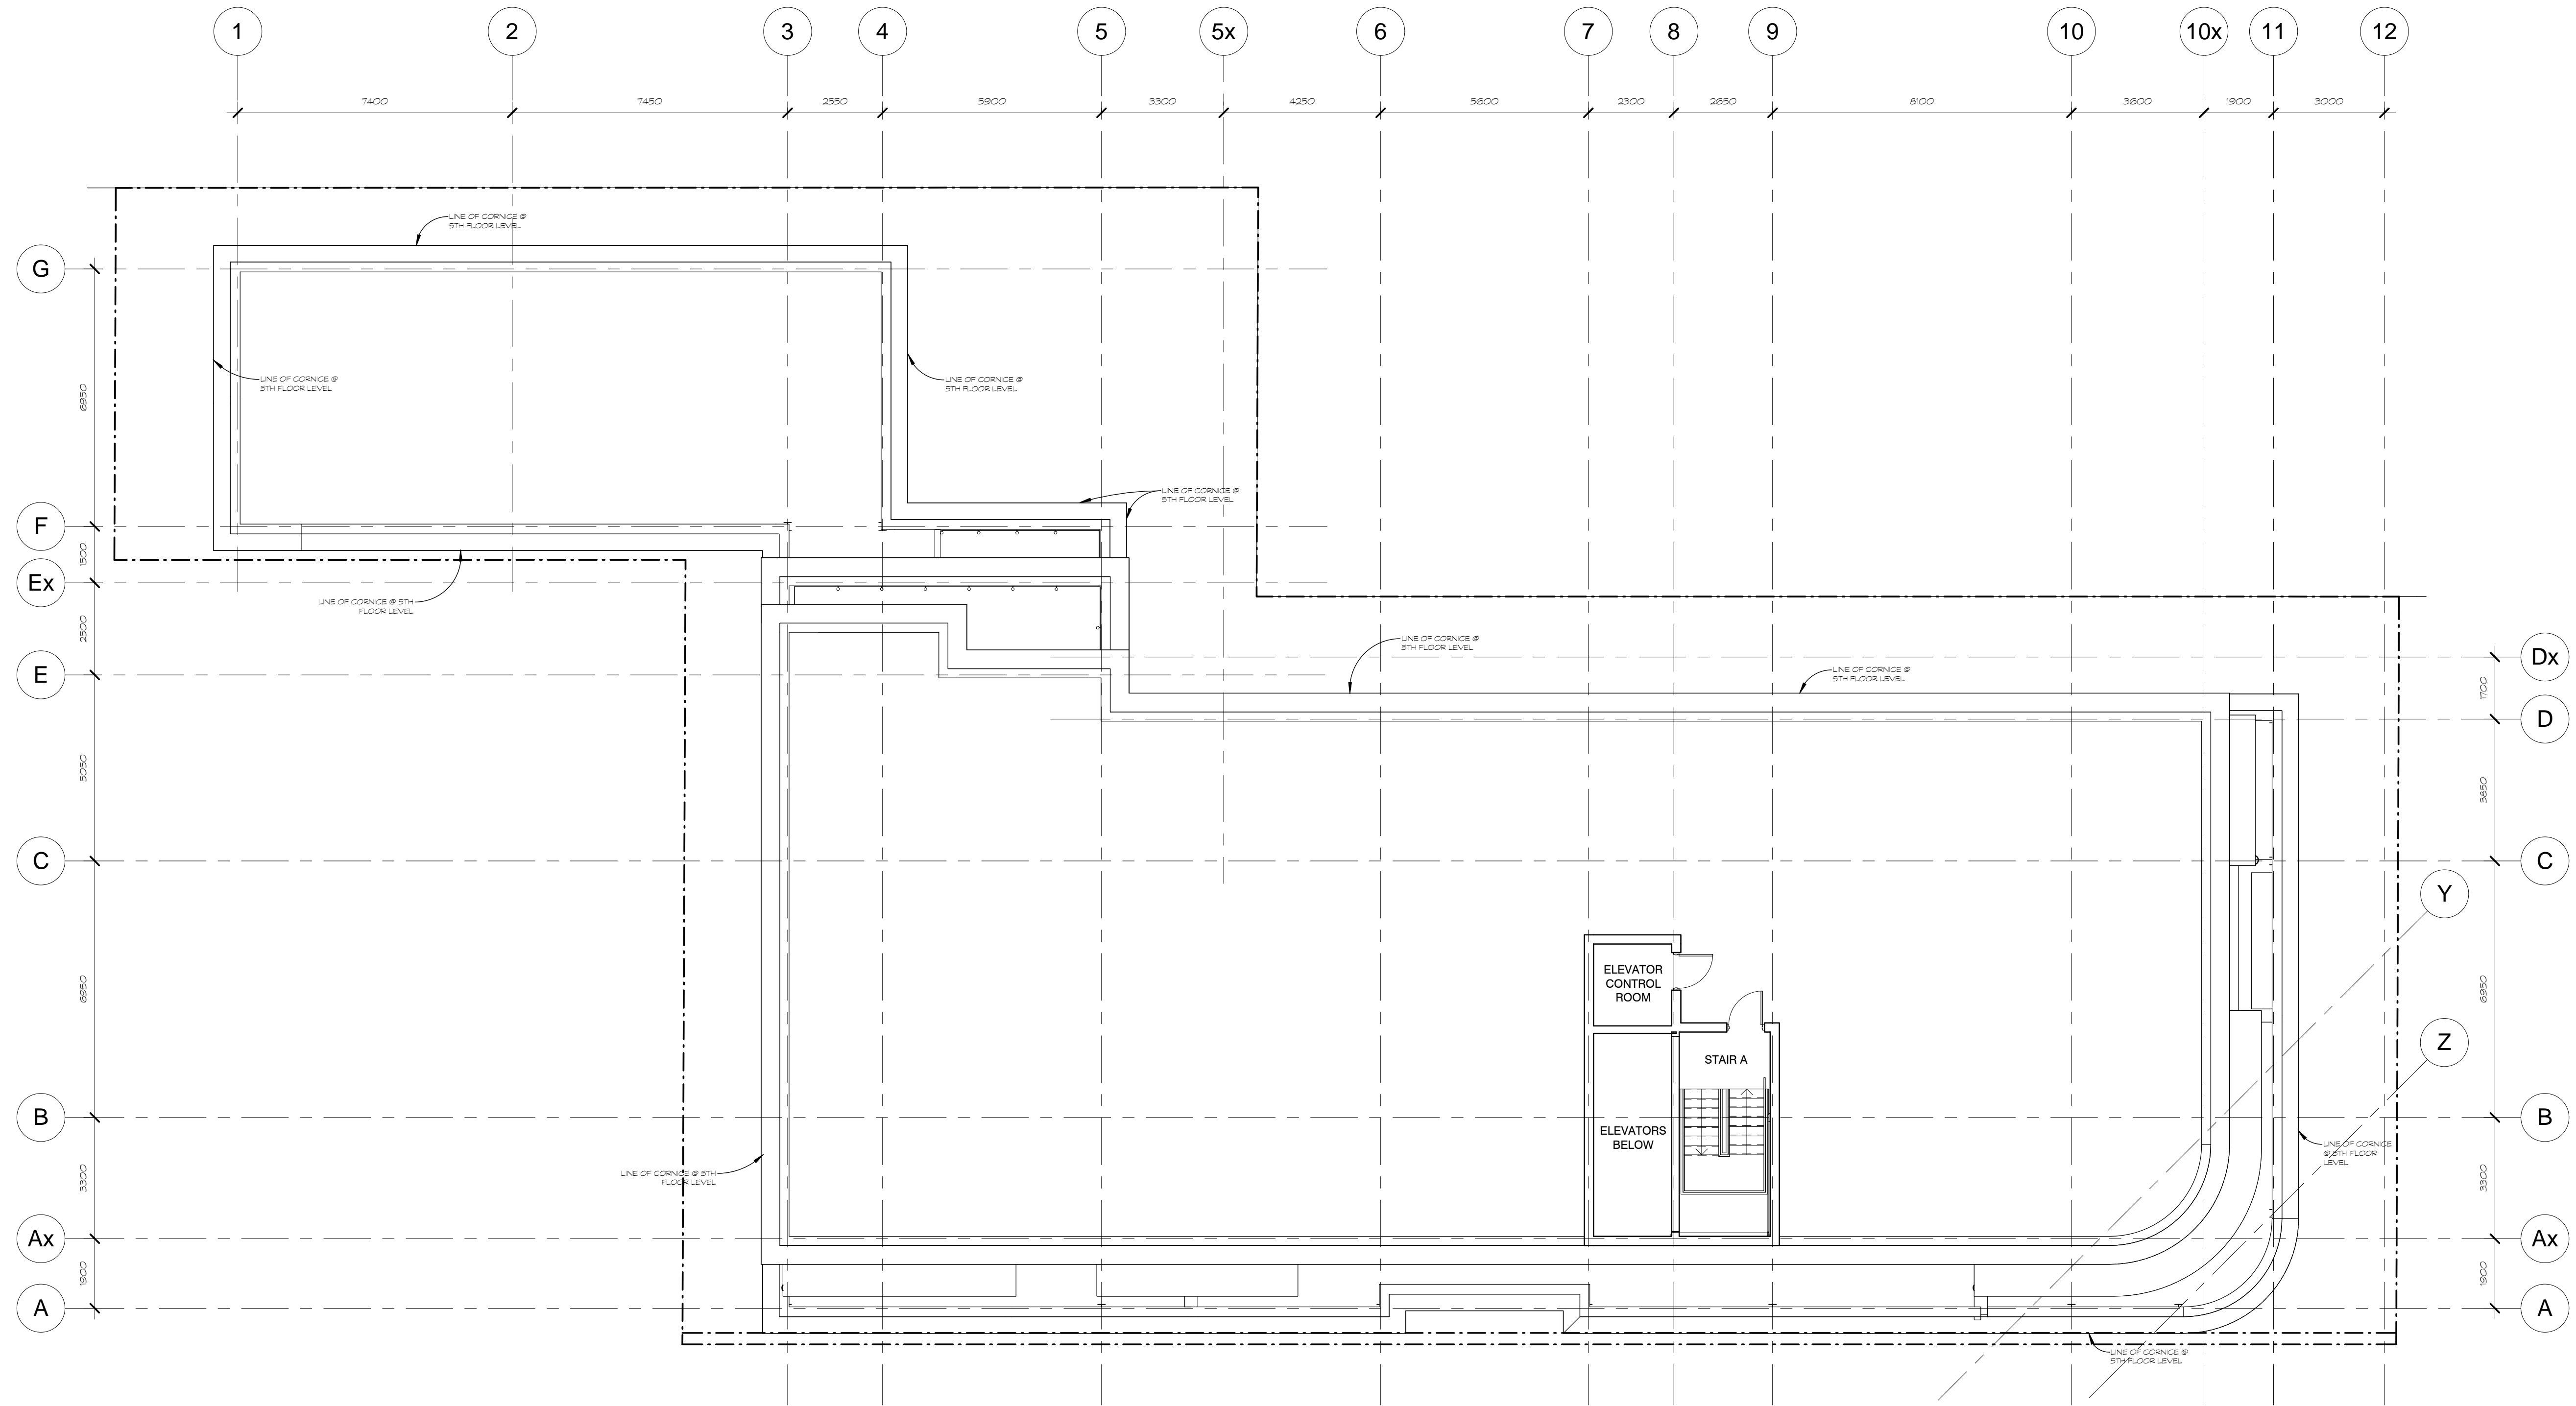 1 2 3 4 5 5x 6 7 8 9 10 10x 11 12
7400 7450 2550 5900 3300 4250 5600 2300 2650 8100 3600 1900 3000
LINE OF CORNICE @
5TH FLOOR LEVEL
G
LINE OF CORNICE @
5TH FLOOR LEVEL
LINE OF CORNICE @
5TH FLOOR LEVEL
6950
LINE OF CORNICE @
5TH FLOOR LEVEL
F
1500
Ex
LINE OF CORNICE @ 5TH
FLOOR LEVEL
2500
LINE OF CORNICE @
5TH FLOOR LEVEL
Dx
E
LINE OF CORNICE @
5TH FLOOR LEVEL
1700
D
5050
3850
C
C
Y
ELEVATOR
CONTROL
ROOM
6950
6950
Z
STAIR A
B
B
ELEVATORS
BELOW
LINE OF CORNICE
@ 5TH FLOOR
LEVEL
LINE OF CORNICE @ 5TH
FLOOR LEVEL
3300
3300
Ax
Ax
1900
1900
A
A
LINE OF CORNICE @
5TH FLOOR LEVEL